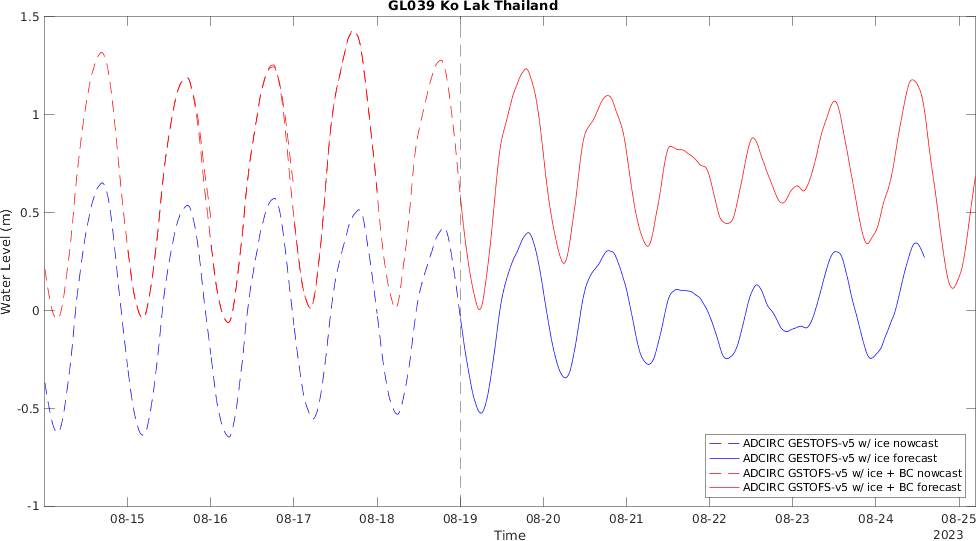 GL039 Ko Lak Thailand
1.5
1
0.5
0
-0.5
-1
Water Level (m)
ADCIRC GESTOFS-v5 w/ ice nowcast
ADCIRC GESTOFS-v5 w/ ice forecast
ADCIRC GSTOFS-v5 w/ ice + BC nowcast
ADCIRC GSTOFS-v5 w/ ice + BC forecast
08-15 08-16 08-17 08-18 08-19 08-20 08-21 08-22 08-23 08-24 08-25
Time
2023